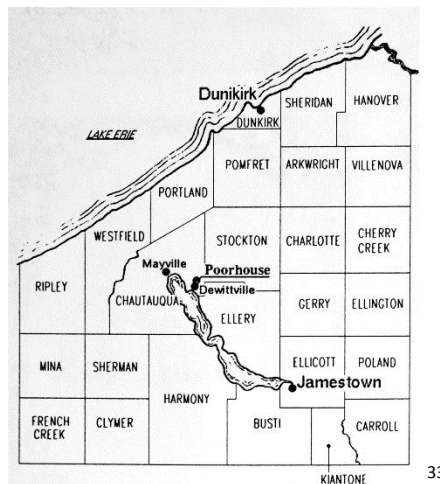 Dunikirk
HANOVER
SHERIDAN
DUNKIRK
LAKE ERIE
POMFRET
ARKWRIGHT
VILLENOVA
PORTLAND
WESTFIELD
STOCKTON
CHARLOTTE
CHERRY
CREEK
Mayville
Poorhouse
Dewittville
RIPLEY
CHAUTAUQUA
ELLERY
GERRY
ELLINGTON
MINA
SHERMAN
ELLICOTT
POLAND
Jamestown
HARMONY
FRENCH
CREEK
CLYMER
BUSTI
CARROLL
KIANTONE
33